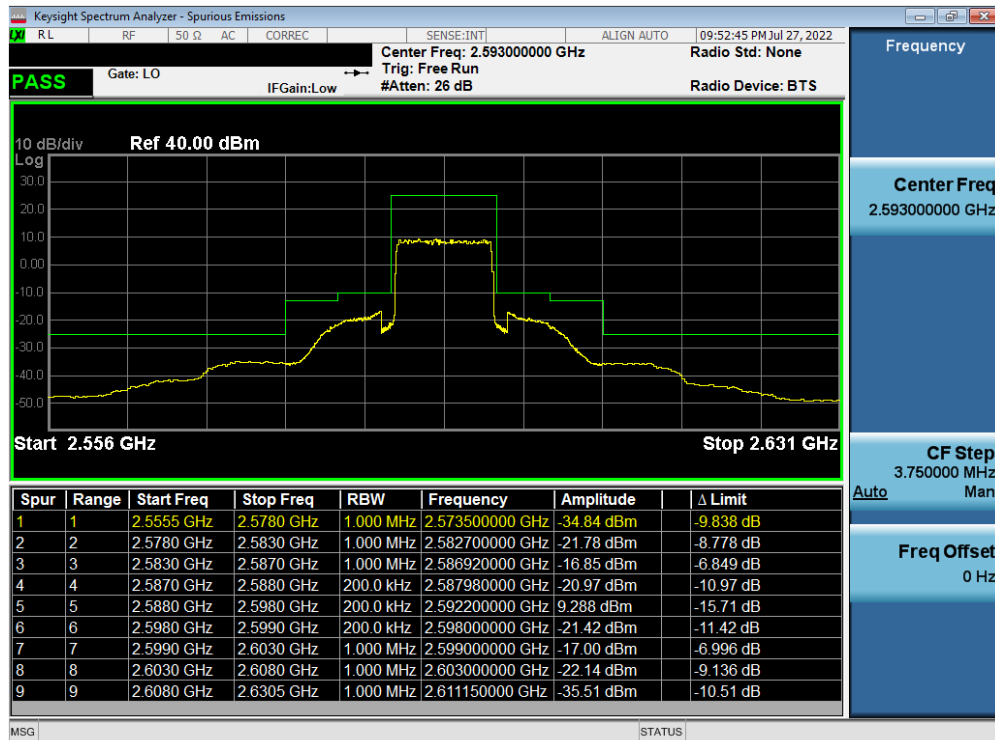 Keysight Spectrum Analyzer - Spurious Emissions
LXI RL RF 50 Ω AC CORREC SENSE:INT ALIGN AUTO 09:52:45 PM Jul 27, 2022
Center Freq: 2.593000000 GHz Radio Std: None
Gate: LO Trig: Free Run
PASS IFGain:Low #Atten: 26 dB Radio Device: BTS
10 dB/div Ref 40.00 dBm
Log
30.0
20.0
10.0
0.00
-10.0
-20.0
-30.0
-40.0
-50.0
Start 2.556 GHz Stop 2.631 GHz
Spur Range Start Freq Stop Freq RBW Frequency Amplitude Δ Limit
1 1 2.5555 GHz 2.5780 GHz 1.000 MHz 2.573500000 GHz -34.84 dBm -9.838 dB
2 2 2.5780 GHz 2.5830 GHz 1.000 MHz 2.582700000 GHz -21.78 dBm -8.778 dB
3 3 2.5830 GHz 2.5870 GHz 1.000 MHz 2.586920000 GHz -16.85 dBm -6.849 dB
4 4 2.5870 GHz 2.5880 GHz 200.0 kHz 2.587980000 GHz -20.97 dBm -10.97 dB
5 5 2.5880 GHz 2.5980 GHz 200.0 kHz 2.592200000 GHz 9.288 dBm -15.71 dB
6 6 2.5980 GHz 2.5990 GHz 200.0 kHz 2.598000000 GHz -21.42 dBm -11.42 dB
7 7 2.5990 GHz 2.6030 GHz 1.000 MHz 2.599000000 GHz -17.00 dBm -6.996 dB
8 8 2.6030 GHz 2.6080 GHz 1.000 MHz 2.603000000 GHz -22.14 dBm -9.136 dB
9 9 2.6080 GHz 2.6305 GHz 1.000 MHz 2.611150000 GHz -35.51 dBm -10.51 dB
MSG STATUS
Frequency
Center Freq
2.593000000 GHz
CF Step
3.750000 MHz
Auto Man
Freq Offset
0 Hz